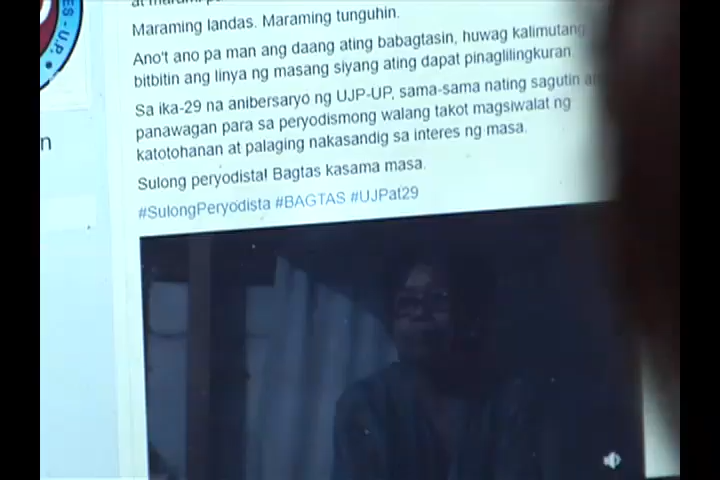 Maraming landas. Maraming tunguhin.
Ano't ano pa man ang daang ating babagtasin, huwag kalimutang
bitbitin ang linya ng masang siyang ating dapat pinaglilingkuran.
Sa ika-29 na anibersaryo ng UJP-UP, sama-sama nating sagutin
panawagan para sa peryodismong walang takot magsiwalat ng
katotohanan at palaging nakasandig sa interes ng masa.
Sulong peryodista! Bagtas kasama masa.
#SulongPeryodista #BAGTAS #UJPat29
ES - U.P.
n